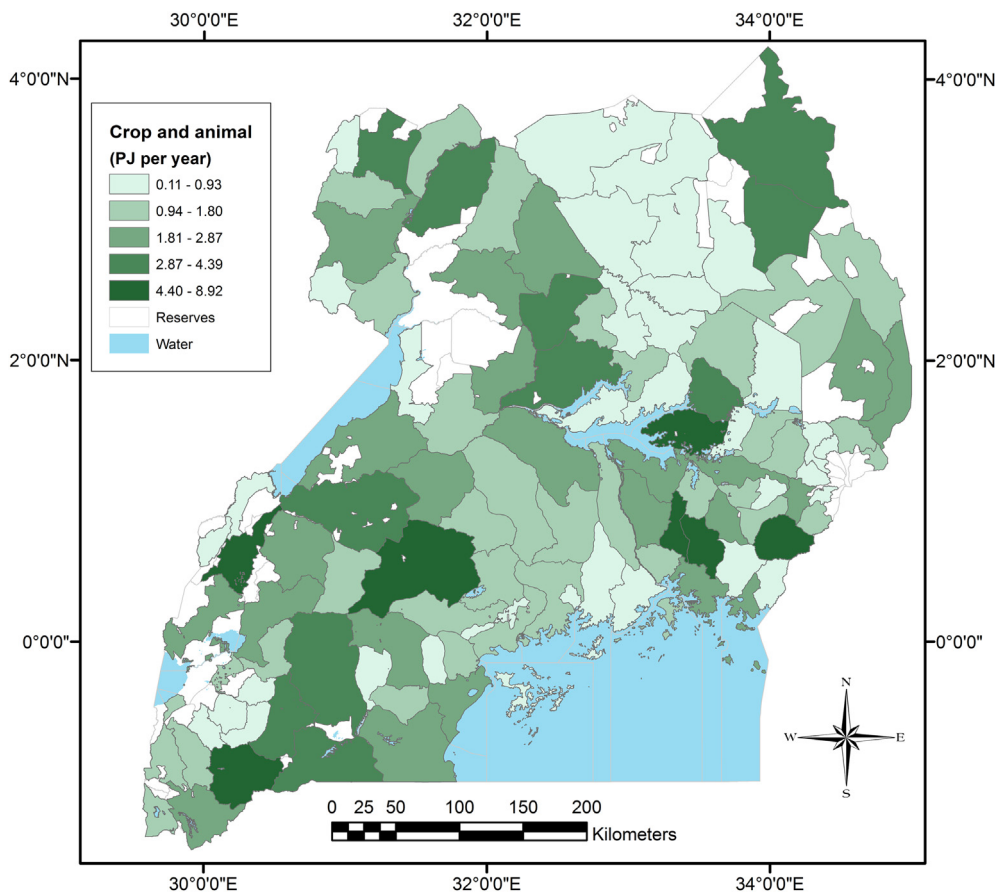 30°0'0"E 32°0'0"E 34°0'0"E
4°0'0"N 4°0'0"N
Crop and animal
(PJ per year)
0.11 - 0.93
0.94 - 1.80
1.81 - 2.87
2.87 - 4.39
4.40 - 8.92
Reserves
Water
2°0'0"N 2°0'0"N
0°0'0" 0°0'0"
N
W E
S
0 25 50 100 150 200
Kilometers
30°0'0"E 32°0'0"E 34°0'0"E